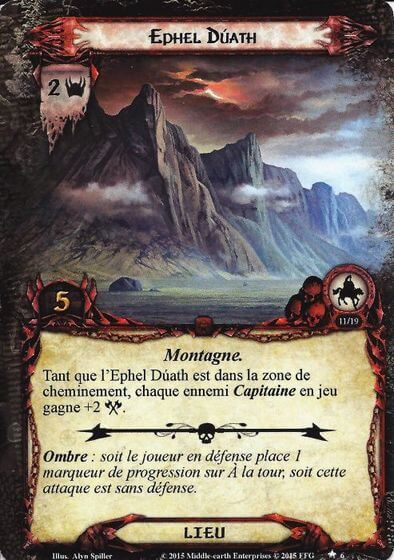 Ephel Dúath
2
5
11/19
Montagne.
Tant que l'Ephel Dúath est dans la zone de
cheminement, chaque ennemi Capitaine en jeu
gagne +2
Ombre : soit le joueur en défense place 1
marqueur de progression sur À la tour, soit cette
attaque est sans défense.
LIEU
Illus. Alyn Spiller © 2015 Middle-earth Enterprises © 2015 FFG 6